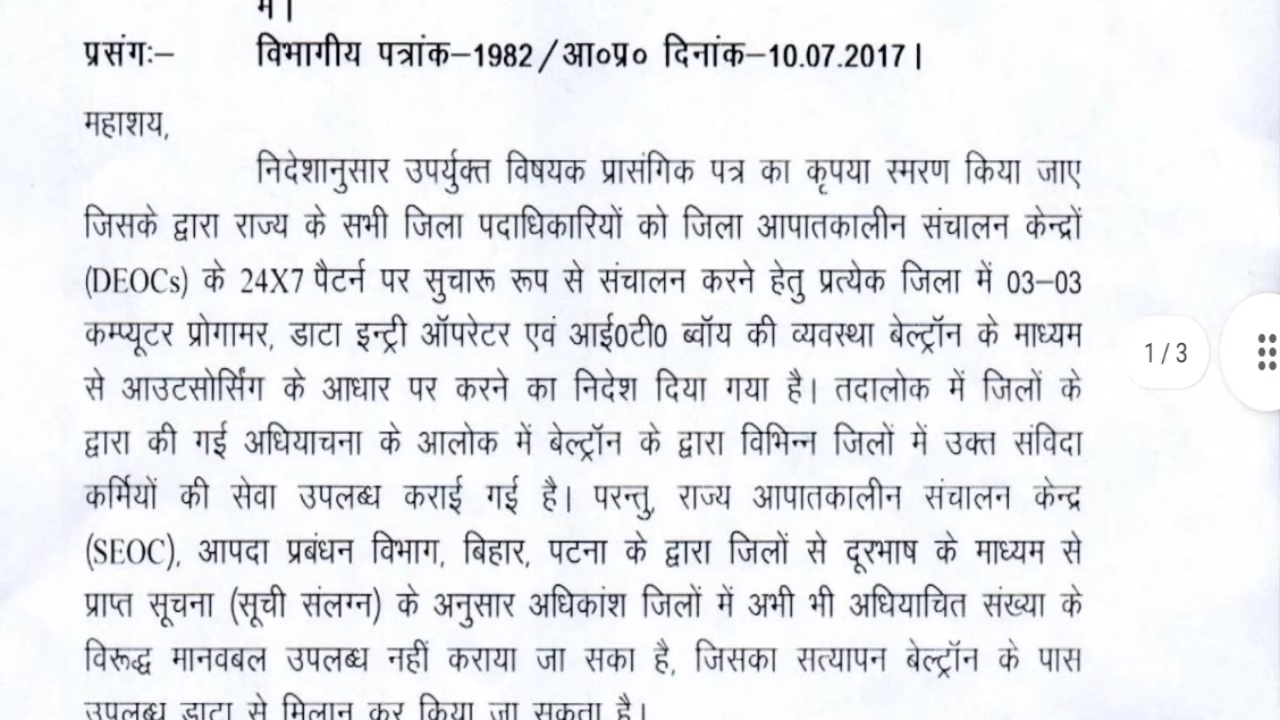 में।
प्रसंगः– विभागीय पत्रांक–1982/आ०प्र० दिनांक–10.07.2017।
महाशय,
निदेशानुसार उपर्युक्त विषयक प्रासंगिक पत्र का कृपया स्मरण किया जाए
जिसके द्वारा राज्य के सभी जिला पदाधिकारियों को जिला आपातकालीन संचालन केन्द्रों
(DEOCs) के 24X7 पैटर्न पर सुचारू रूप से संचालन करने हेतु प्रत्येक जिला में 03–03
कम्प्यूटर प्रोगामर, डाटा इन्ट्री ऑपरेटर एवं आई0टी0 ब्वॉय की व्यवस्था बेल्ट्रॉन के माध्यम
से आउटसोर्सिंग के आधार पर करने का निदेश दिया गया है। तदालोक में जिलों के
द्वारा की गई अधियाचना के आलोक में बेल्ट्रॉन के द्वारा विभिन्न जिलों में उक्त संविदा
कर्मियों की सेवा उपलब्ध कराई गई है। परन्तु, राज्य आपातकालीन संचालन केन्द्र
(SEOC), आपदा प्रबंधन विभाग, बिहार, पटना के द्वारा जिलों से दूरभाष के माध्यम से
प्राप्त सूचना (सूची संलग्न) के अनुसार अधिकांश जिलों में अभी भी अधियाचित संख्या के
विरूद्ध मानवबल उपलब्ध नहीं कराया जा सका है, जिसका सत्यापन बेल्ट्रॉन के पास
उपलब्ध डाटा से मिलान कर किया जा सकता है।
1/3